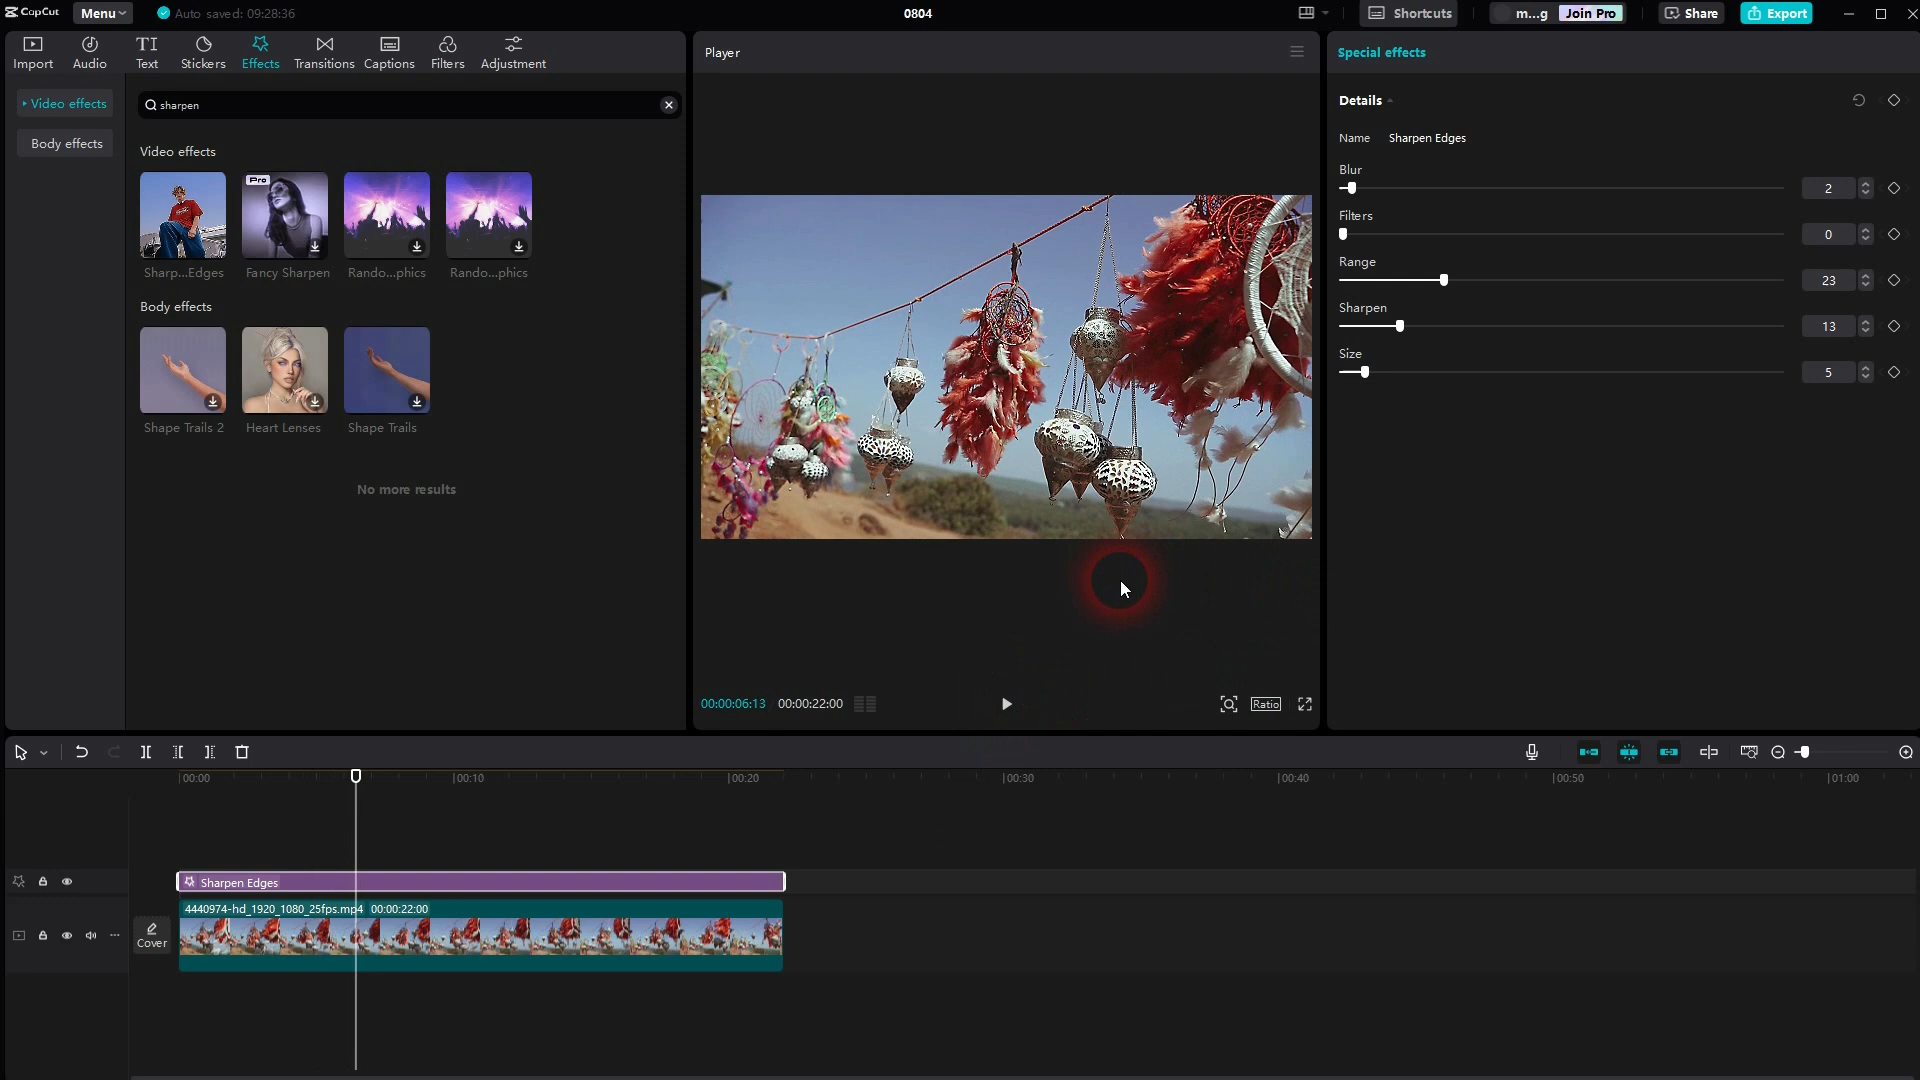 CapCut
Menu
Auto saved: 09:28:36
0804
Shortcuts
m...g
Join Pro
Share
Export
Import
Audio
Text
Stickers
Effects
Transitions
Captions
Filters
Adjustment
Video effects
Body effects
sharpen
Video effects
Pro
Sharp...Edges
Fancy Sharpen
Rando...phics
Rando...phics
Body effects
Shape Trails 2
Heart Lenses
Shape Trails
No more results
Player
00:00:06:13
00:00:22:00
Ratio
Special effects
Details
Name
Sharpen Edges
Blur
2
Filters
0
Range
23
Sharpen
13
Size
5
00:00
00:10
00:20
00:30
00:40
00:50
01:00
Sharpen Edges
4440974-hd_1920_1080_25fps.mp4 00:00:22:00
Cover